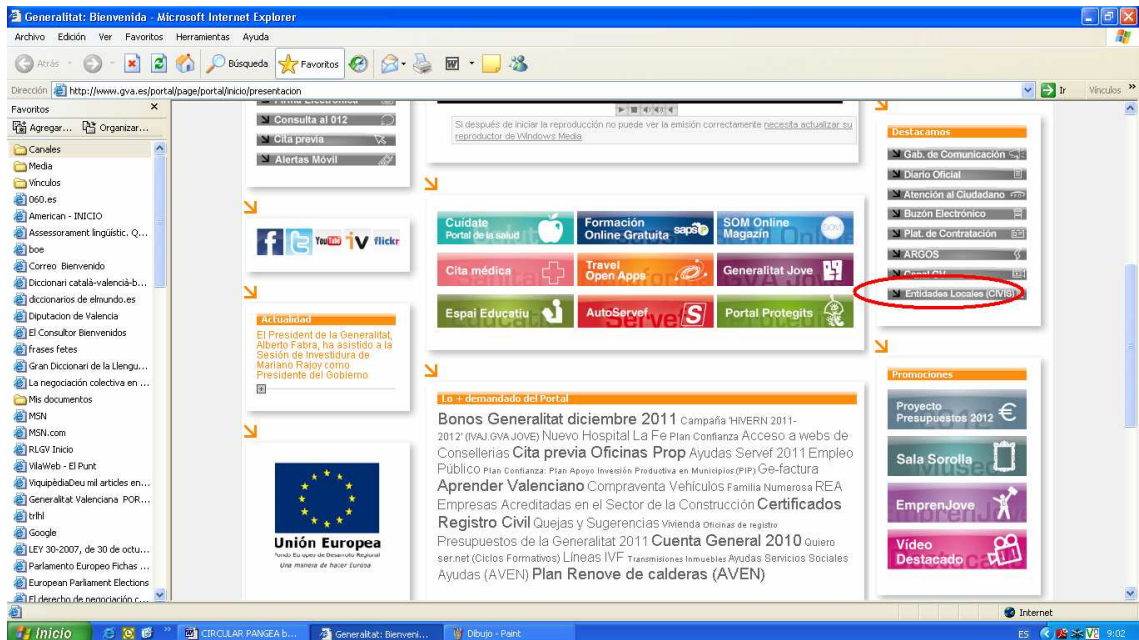 Generalitat: Bienvenida - Microsoft Internet Explorer
Archivo Edición Ver Favoritos Herramientas Ayuda
Atrás Búsqueda Favoritos
Dirección http://www.gva.es/portal/page/portal/inicio/presentacion Ir Vínculos »
Favoritos ×
Agregar... Organizar...
Canales
Media
Vínculos
060.es
American - INICIO
Assessorament lingüístic. Q...
boe
Correo Bienvenido
Diccionari català-valencià-b...
diccionarios de elmundo.es
Diputacion de Valencia
El Consultor Bienvenidos
frases fetes
Gran Diccionari de la Llengu...
La negociación colectiva en ...
Mis documentos
MSN
MSN.com
RLGV Inicio
VilaWeb - El Punt
ViquipèdiaDeu mil articles en...
Generalitat Valenciana POR...
trlhl
Google
LEY 30-2007, de 30 de octu...
Parlamento Europeo Fichas ...
European Parliament Elections
El derecho de negociación c...
Firma Electrónica
Consulta al 012
Cita previa
Alertas Móvil
YouTube
flickr
Actualidad
El President de la Generalitat,
Alberto Fabra, ha asistido a la
Sesión de Investidura de
Mariano Rajoy como
Presidente del Gobierno
Unión Europea
Fondo Europeo de Desarrollo Regional
Una manera de hacer Europa
Si después de iniciar la reproducción no puede ver la emisión correctamente necesita actualizar su
reproductor de Windows Media
Cuídate
Portal de la salud
Formación
Online Gratuita sapsp
SOM Online
Magazín
SOM
Cita médica
Travel
Open Apps
Generalitat Jove
Espai Educatiu
AutoServef
Portal Protegits
Lo + demandado del Portal
Bonos Generalitat diciembre 2011 Campaña 'HIVERN 2011-
2012' (IVAJ.GVA JOVE) Nuevo Hospital La Fe Plan Confianza Acceso a webs de
Consellerias Cita previa Oficinas Prop Ayudas Servef 2011 Empleo
Público Plan Confianza: Plan Apoyo Inversión Productiva en Municipios(PIP) Ge-factura
Aprender Valenciano Compraventa Vehículos Familia Numerosa REA
Empresas Acreditadas en el Sector de la Construcción Certificados
Registro Civil Quejas y Sugerencias Vivienda Oficinas de registro
Presupuestos de la Generalitat 2011 Cuenta General 2010 Quiero
ser.net (Ciclos Formativos) Líneas IVF Transmisiones Inmuebles Ayudas Servicios Sociales
Ayudas (AVEN) Plan Renove de calderas (AVEN)
Destacamos
Gab. de Comunicación
Diario Oficial
Atención al Ciudadano
Buzón Electrónico
Plat. de Contratación
ARGOS
Canal GV
Entidades Locales (CIVIS)
Promociones
Proyecto
Presupuestos 2012
Sala Sorolla
EmprenJove
Vídeo
Destacado
Internet
Inicio » CIRCULAR PANGEA b... Generalitat: Bienveni... Dibujo - Paint ES 9:02